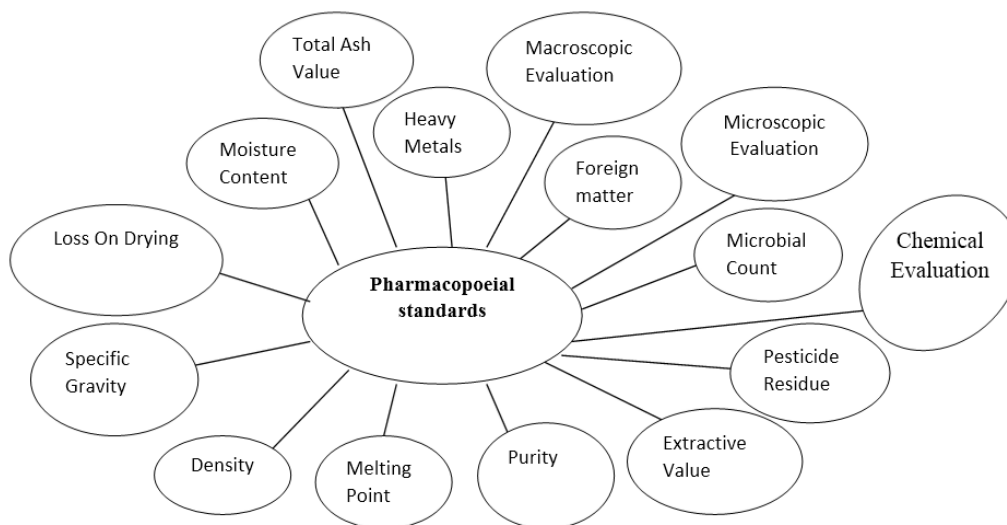 Total Ash
Value
Macroscopic
Evaluation
Heavy
Metals
Microscopic
Evaluation
Moisture
Content
Foreign
matter
Loss On Drying
Microbial
Count
Chemical
Evaluation
Pharmacopoeial
standards
Specific
Gravity
Pesticide
Residue
Density
Melting
Point
Purity
Extractive
Value